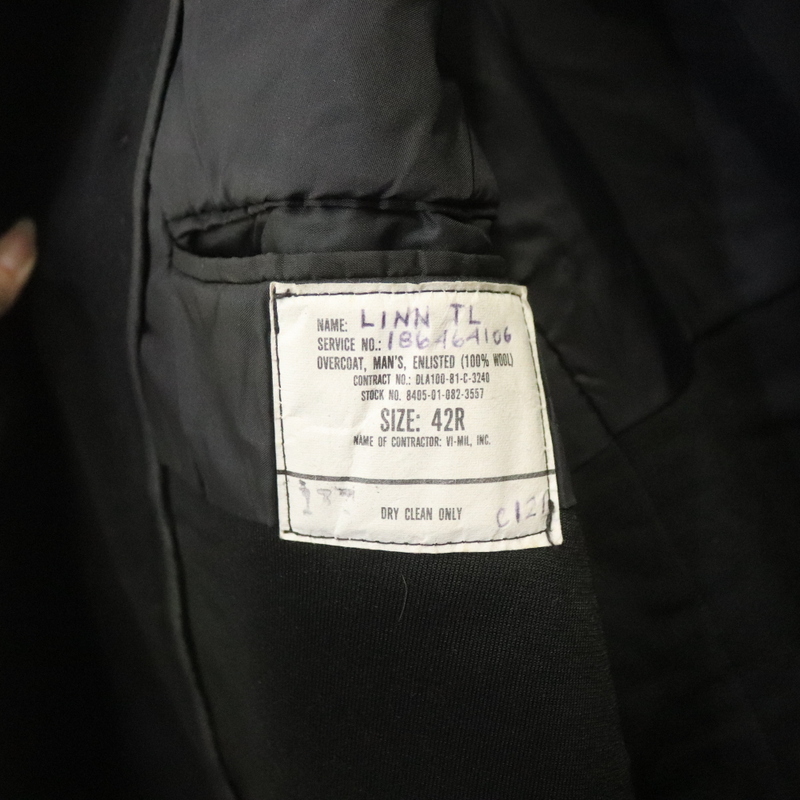 NAME: LINN TL
SERVICE NO.: 186464106
OVERCOAT, MAN'S, ENLISTED (100% WOOL)
CONTRACT NO.: DLA100-81-C-3240
STOCK NO. 8405-01-082-3557
SIZE: 42R
NAME OF CONTRACTOR: VI-MIL, INC.
DRY CLEAN ONLY